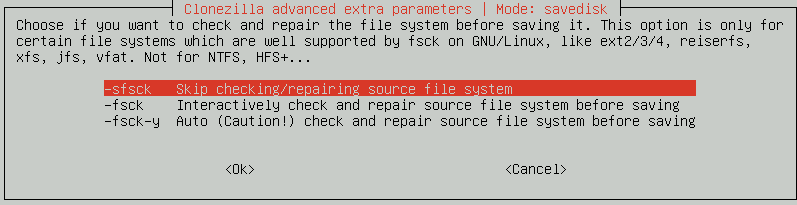 Clonezilla advanced extra parameters | Mode: savedisk
Choose if you want to check and repair the file system before saving it. This option is only for
certain file systems which are well supported by fsck on GNU/Linux, like ext2/3/4, reiserfs,
xfs, jfs, vfat. Not for NTFS, HFS+...
-sfsck Skip checking/repairing source file system
-fsck Interactively check and repair source file system before saving
-fsck-y Auto (Caution!) check and repair source file system before saving
<Ok> <Cancel>